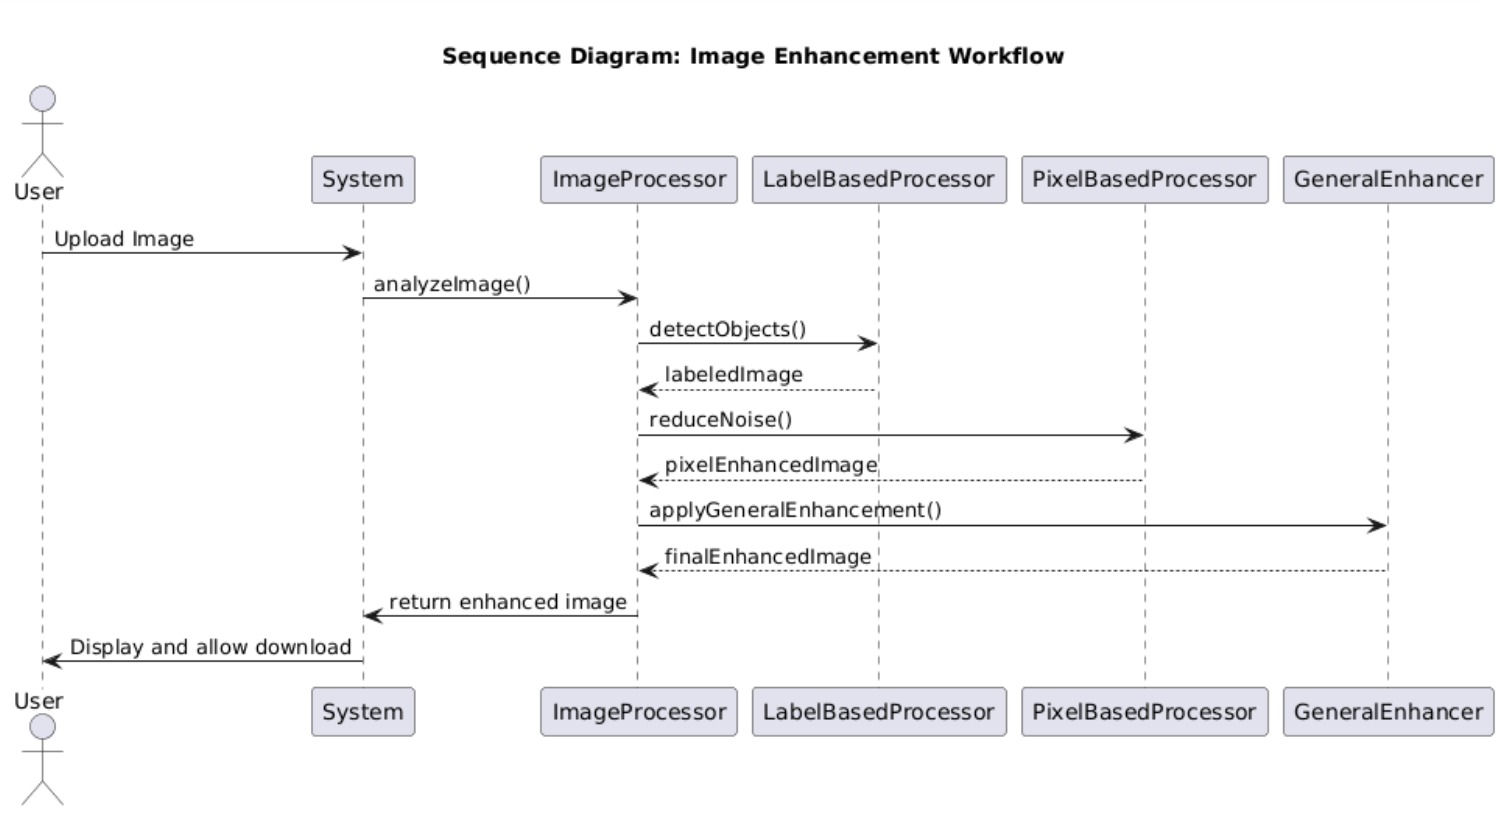 Sequence Diagram: Image Enhancement Workflow
User
System
ImageProcessor
LabelBasedProcessor
PixelBasedProcessor
GeneralEnhancer
Upload Image
analyzeImage()
detectObjects()
labeledImage
reduceNoise()
pixelEnhancedImage
applyGeneralEnhancement()
finalEnhancedImage
return enhanced image
Display and allow download
User
System
ImageProcessor
LabelBasedProcessor
PixelBasedProcessor
GeneralEnhancer